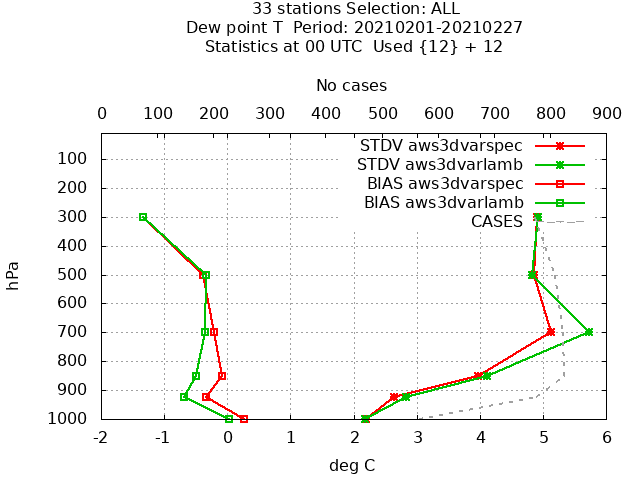 33 stations Selection: ALL
Dew point T  Period: 20210201-20210227
Statistics at 00 UTC  Used {12} + 12
No cases
0 100 200 300 400 500 600 700 800 900
STDV aws3dvarspec
STDV aws3dvarlamb
BIAS aws3dvarspec
BIAS aws3dvarlamb
CASES
hPa
100
200
300
400
500
600
700
800
900
1000
-2 -1 0 1 2 3 4 5 6
deg C